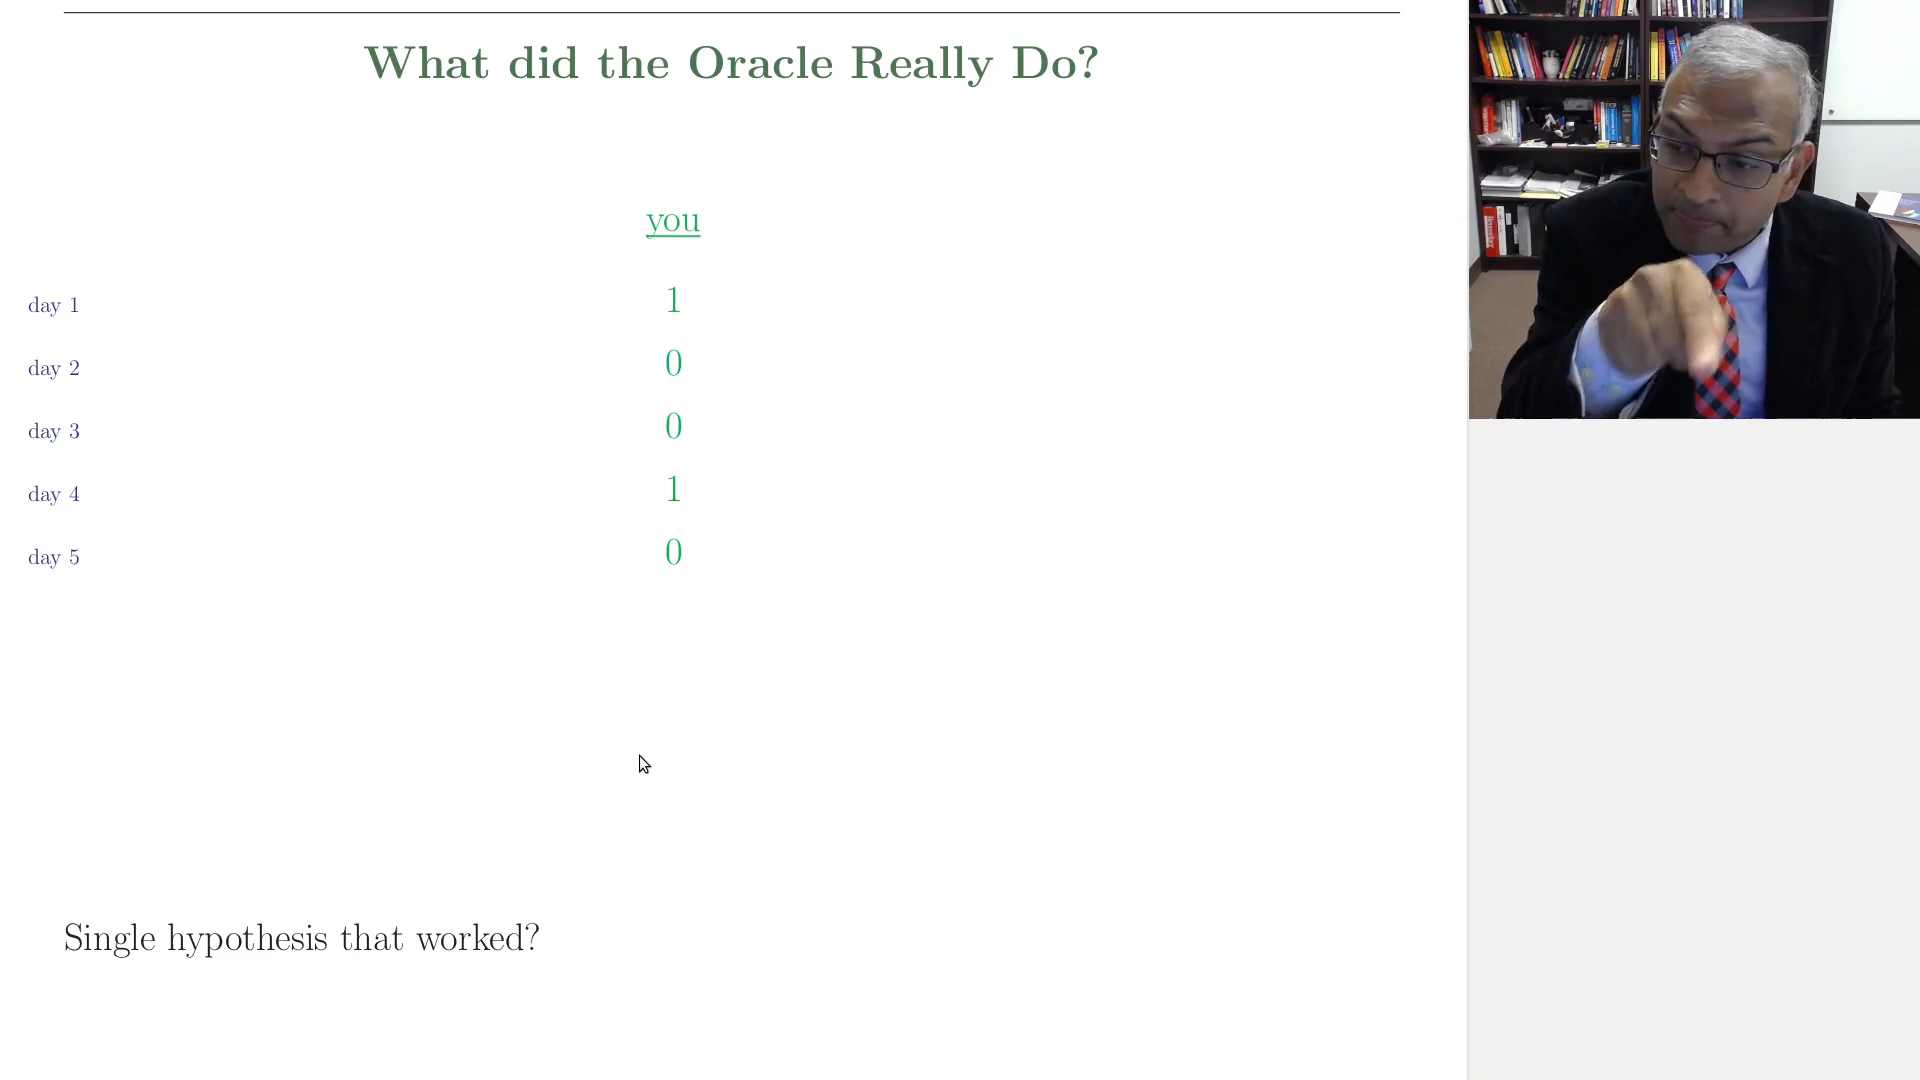 What did the Oracle Really Do?
you
day 1 1
day 2 0
day 3 0
day 4 1
day 5 0
Single hypothesis that worked?